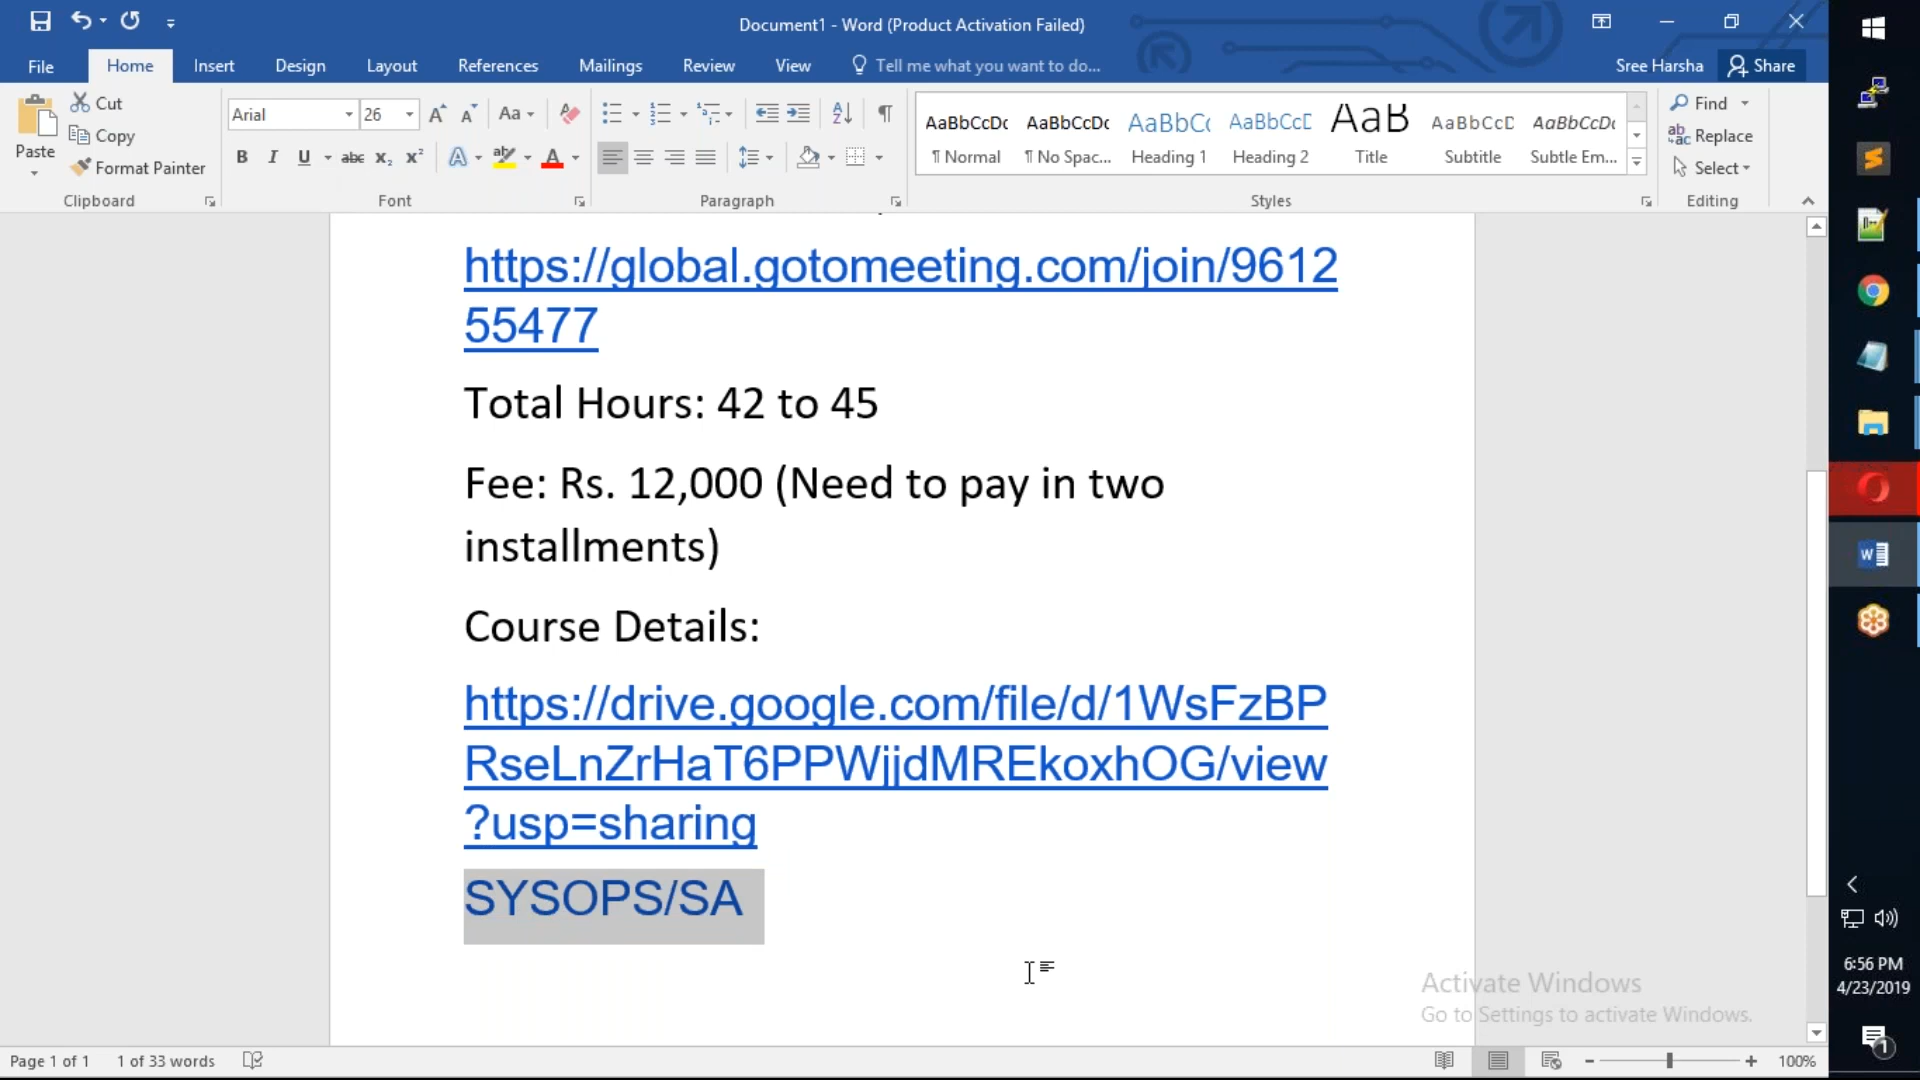 Document1 - Word (Product Activation Failed)
File Home Insert Design Layout References Mailings Review View Tell me what you want to do... Sree Harsha Share
Paste Cut Copy Format Painter Clipboard
Arial 26 Font
Paragraph
AaBbCcDc AaBbCcDc AaBbCc AaBbCcD AaB AaBbCcD AaBbCcDc
¶ Normal ¶ No Spac... Heading 1 Heading 2 Title Subtitle Subtle Em...
Styles
Find Replace Select Editing
https://global.gotomeeting.com/join/9612
55477
Total Hours: 42 to 45
Fee: Rs. 12,000 (Need to pay in two
installments)
Course Details:
https://drive.google.com/file/d/1WsFzBP
RseLnZrHaT6PPWjjdMREkoxhOG/view
?usp=sharing
SYSOPS/SA
Activate Windows
Go to Settings to activate Windows.
6:56 PM
4/23/2019
1
Page 1 of 1 1 of 33 words 100%